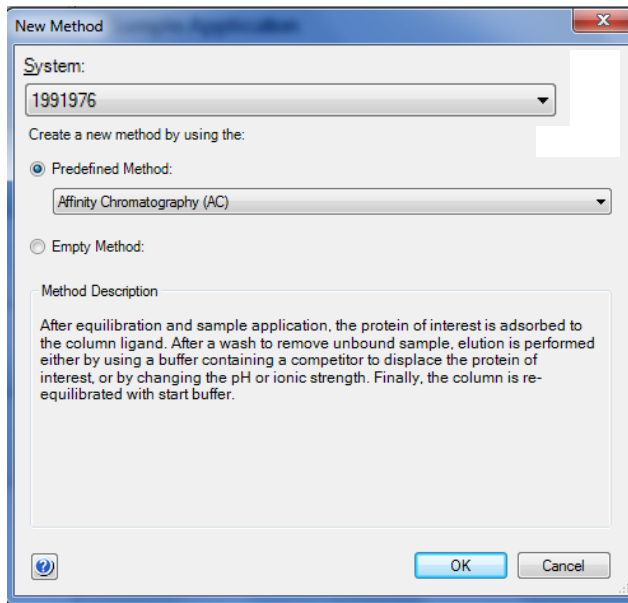 New Method
System:
1991976
Create a new method by using the:
Predefined Method:
Affinity Chromatography (AC)
Empty Method:
Method Description
After equilibration and sample application, the protein of interest is adsorbed to
the column ligand. After a wash to remove unbound sample, elution is performed
either by using a buffer containing a competitor to displace the protein of
interest, or by changing the pH or ionic strength. Finally, the column is re-
equilibrated with start buffer.
OK Cancel